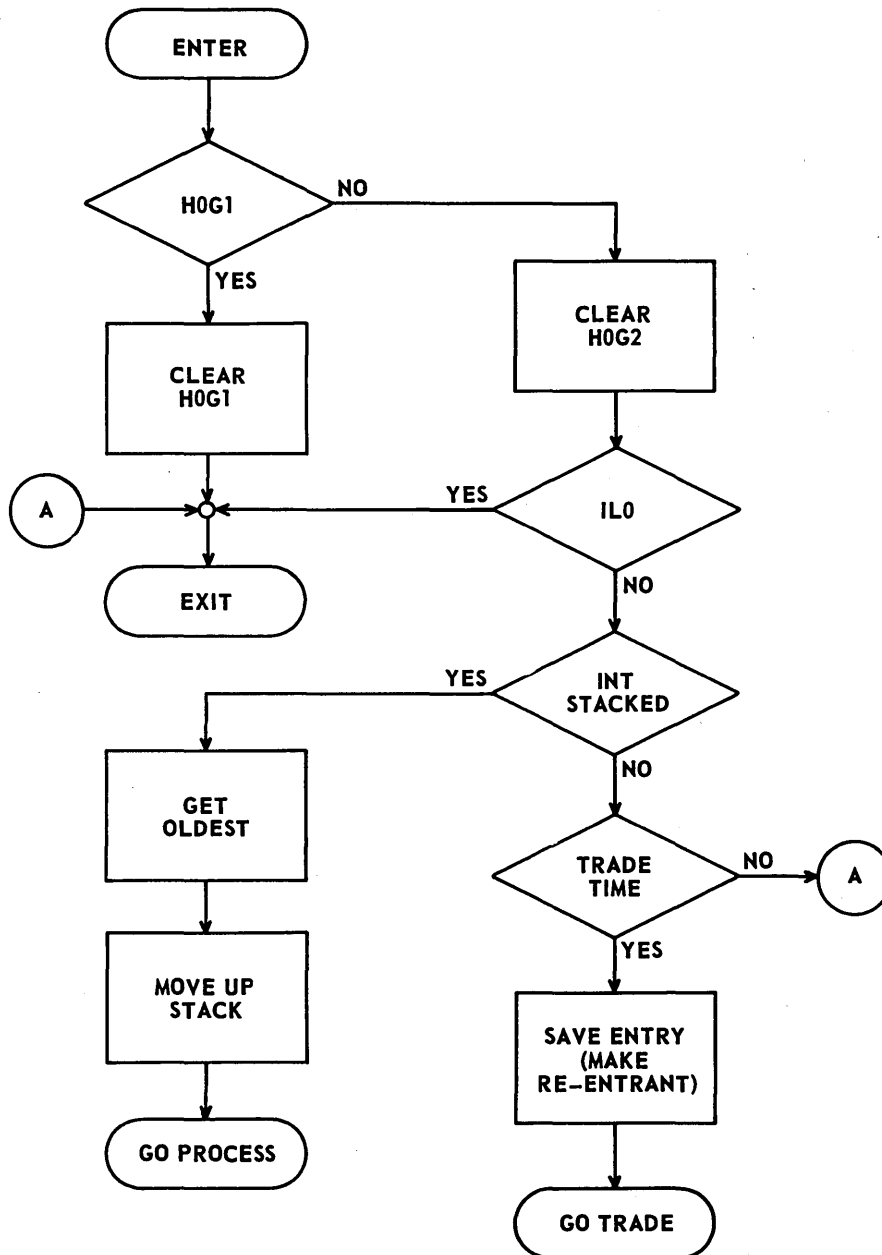 ENTER
H0G1
NO
YES
CLEAR
H0G1
CLEAR
H0G2
A
YES
IL0
EXIT
NO
YES
INT
STACKED
NO
GET
OLDEST
TRADE
TIME
NO
A
YES
MOVE UP
STACK
SAVE ENTRY
(MAKE
RE-ENTRANT)
GO PROCESS
GO TRADE